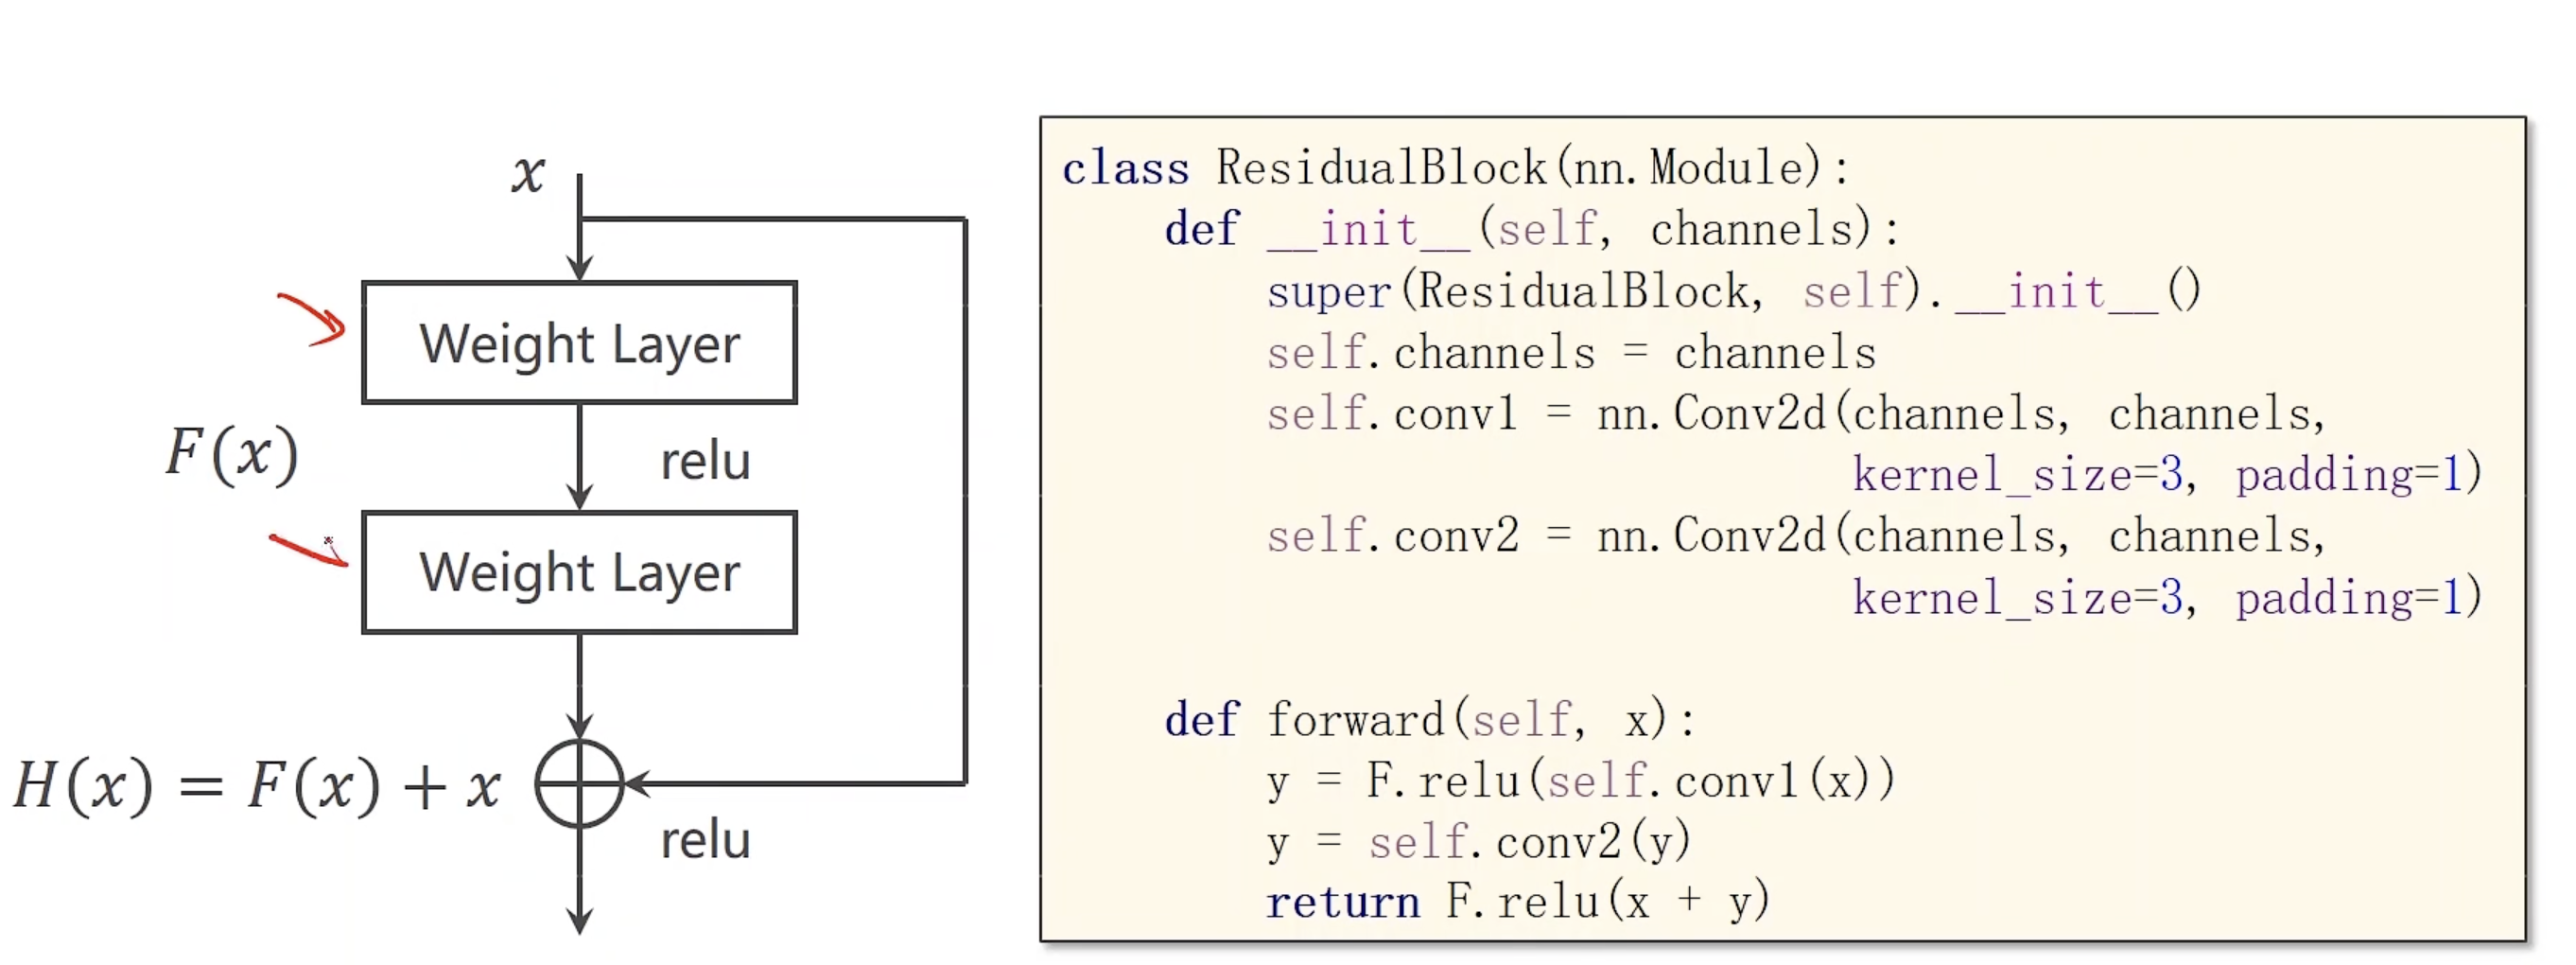 x
Weight Layer
F(x)
relu
Weight Layer
H(x) = F(x) + x
relu
class ResidualBlock(nn.Module):
    def __init__(self, channels):
        super(ResidualBlock, self).__init__()
        self.channels = channels
        self.conv1 = nn.Conv2d(channels, channels,
                               kernel_size=3, padding=1)
        self.conv2 = nn.Conv2d(channels, channels,
                               kernel_size=3, padding=1)
    def forward(self, x):
        y = F.relu(self.conv1(x))
        y = self.conv2(y)
        return F.relu(x + y)